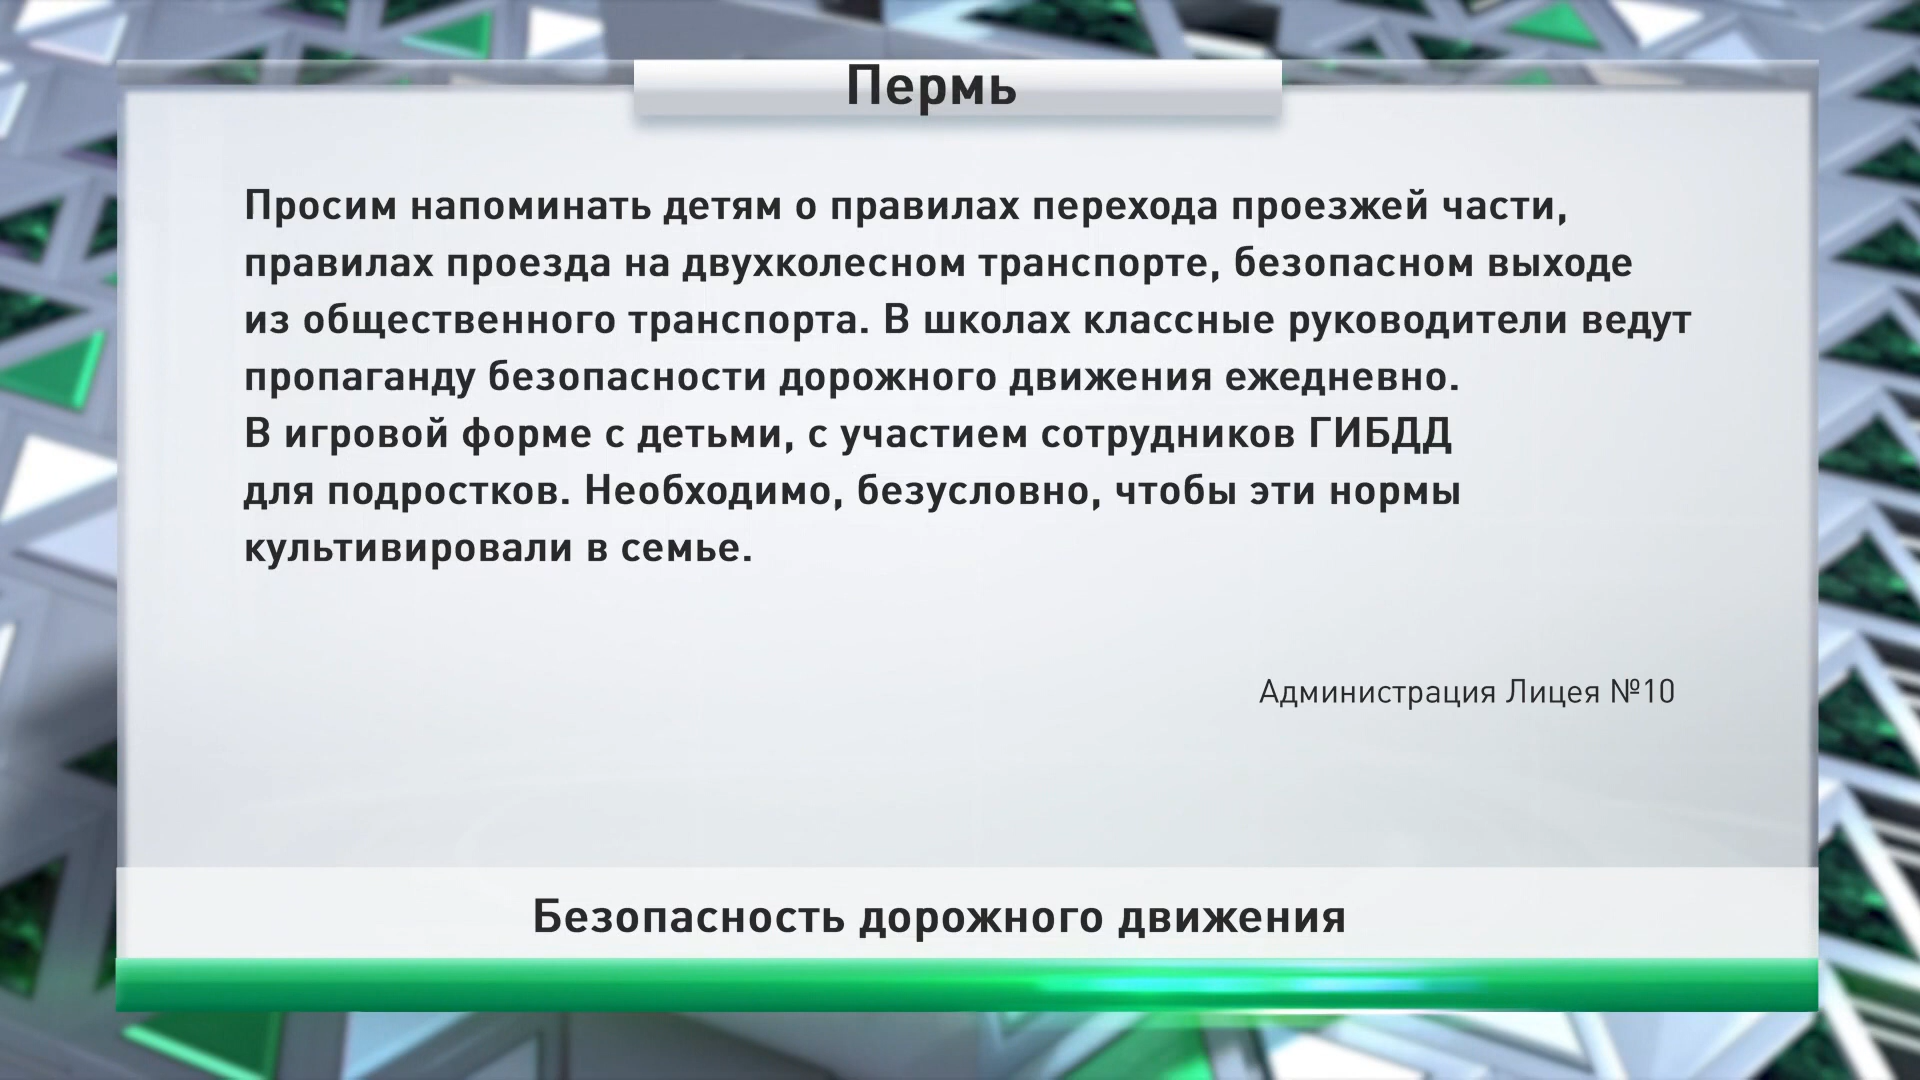 Пермь
Просим напоминать детям о правилах перехода проезжей части,
правилах проезда на двухколесном транспорте, безопасном выходе
из общественного транспорта. В школах классные руководители ведут
пропаганду безопасности дорожного движения ежедневно.
В игровой форме с детьми, с участием сотрудников ГИБДД
для подростков. Необходимо, безусловно, чтобы эти нормы
культивировали в семье.
Администрация Лицея №10
Безопасность дорожного движения